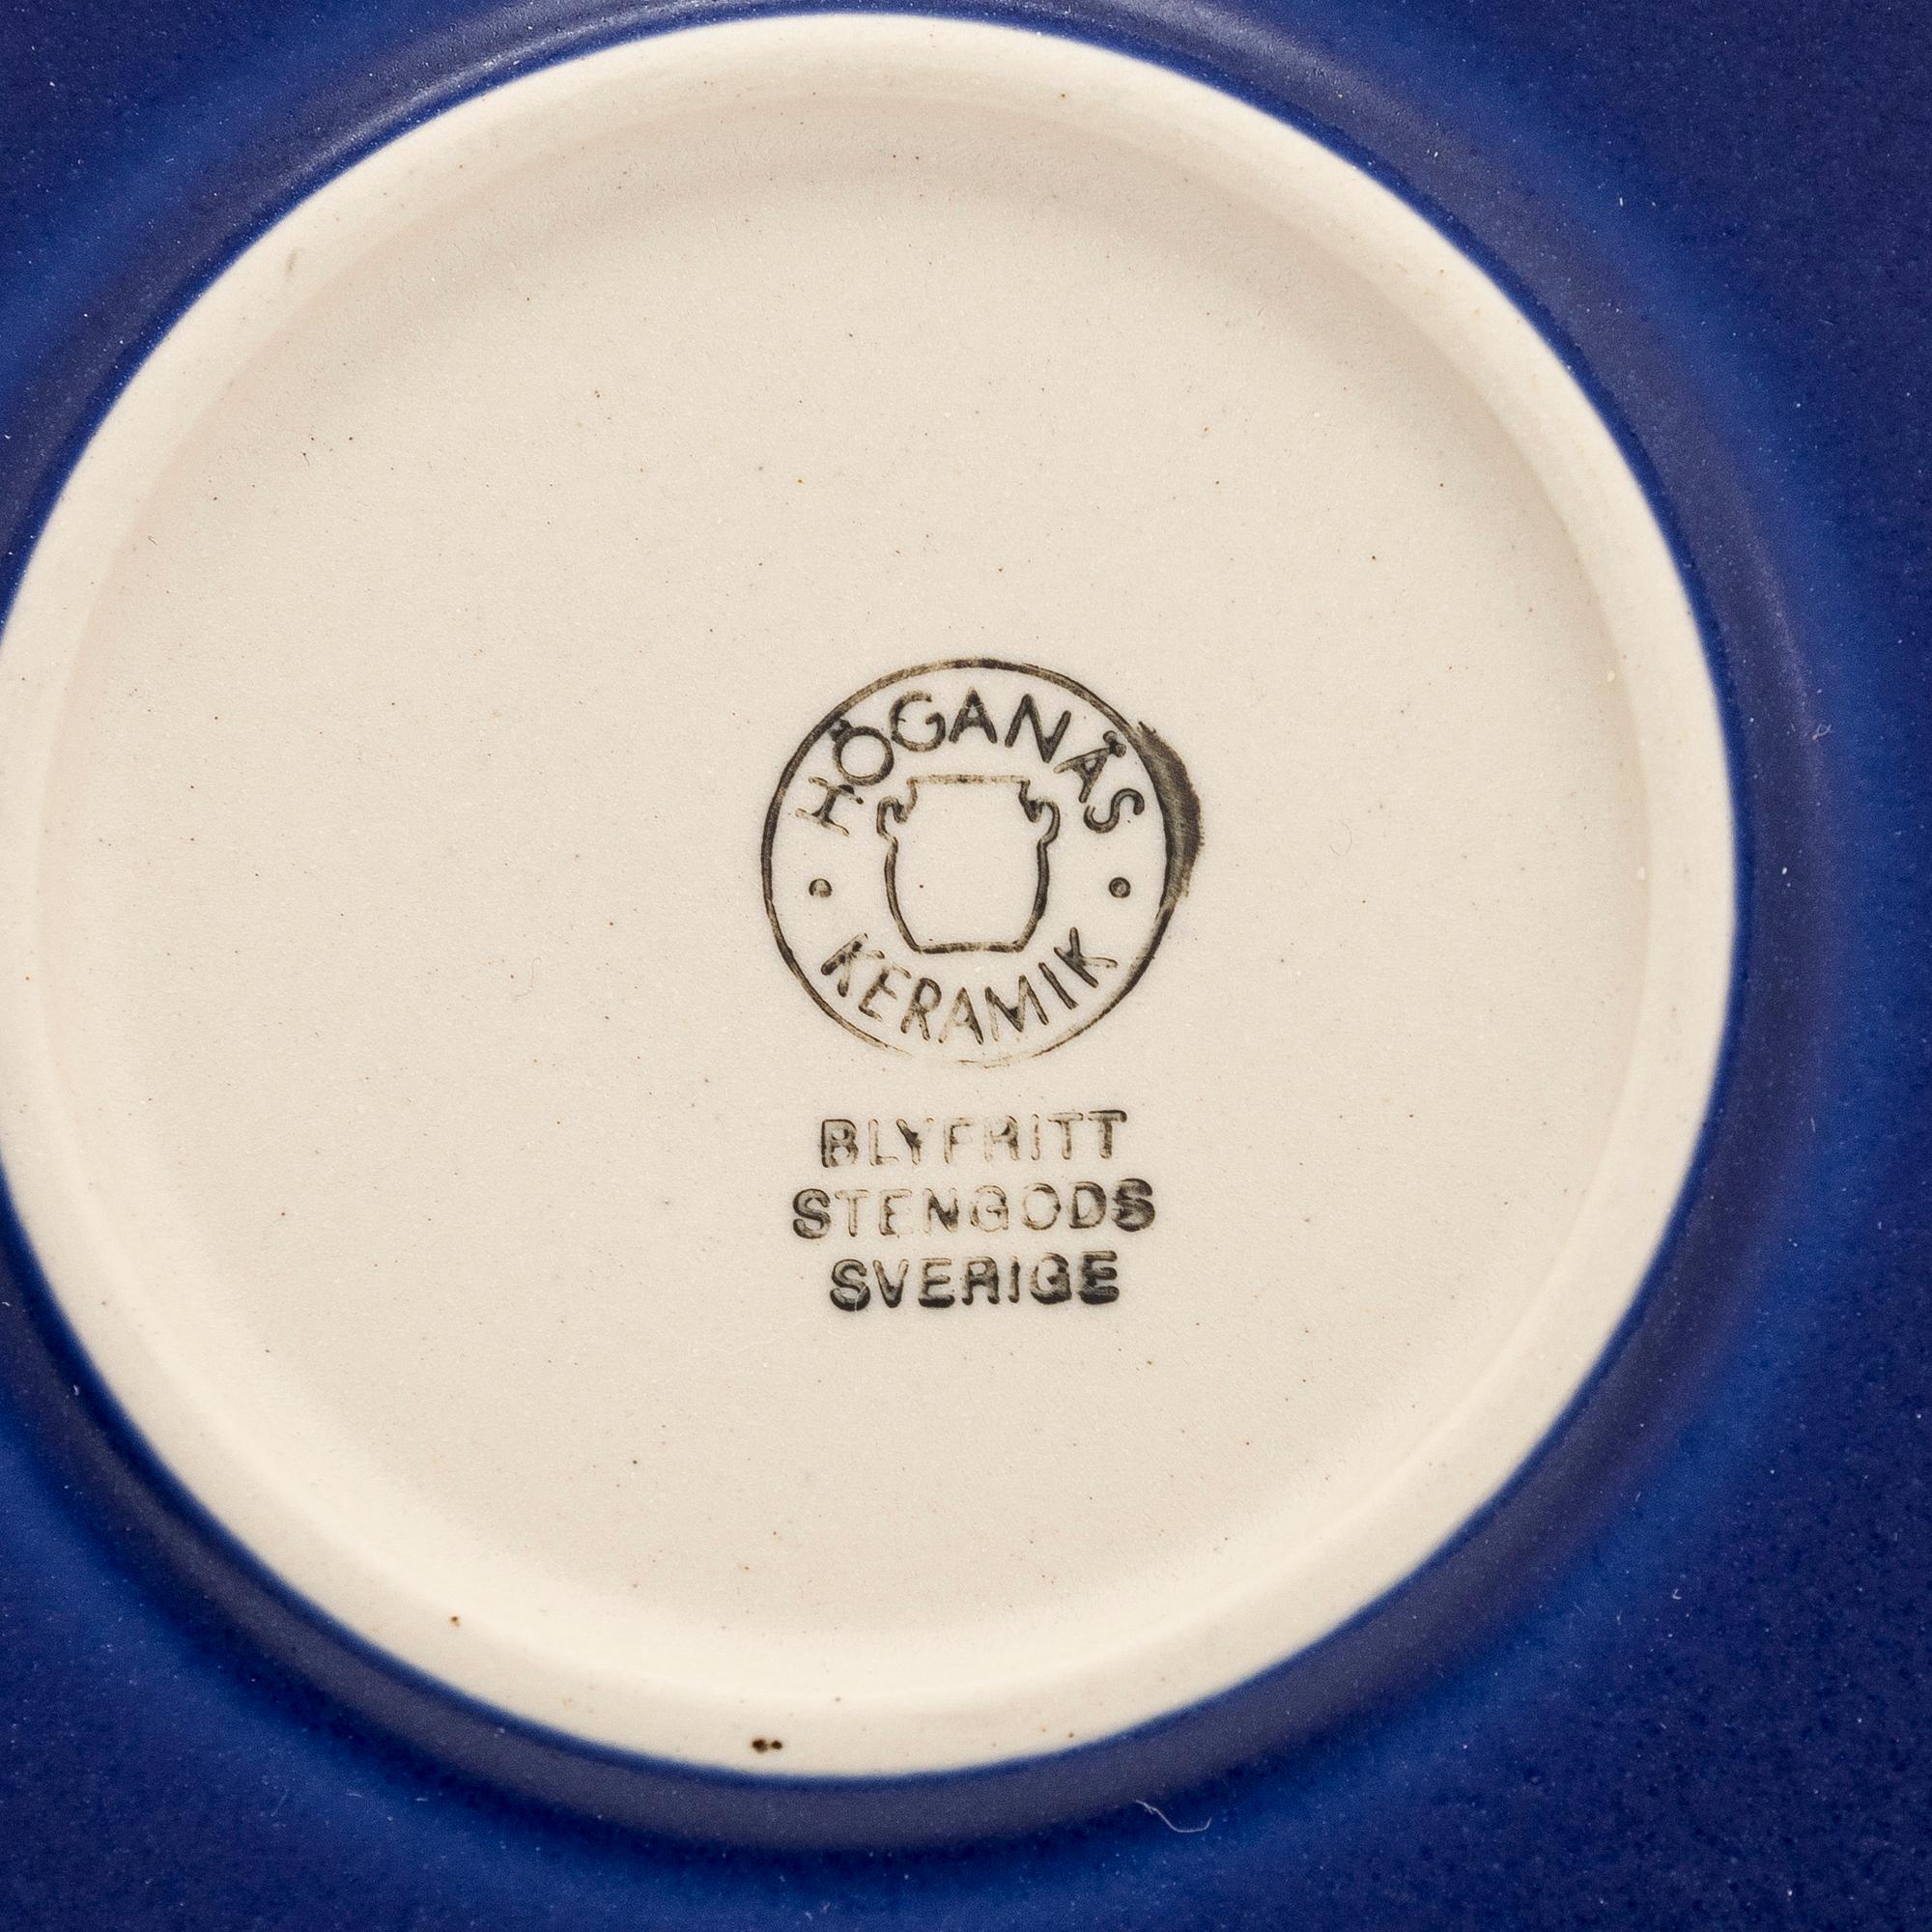 HÖGANÄS
KERAMIK
BLYFRITT
STENGODS
SVERIGE